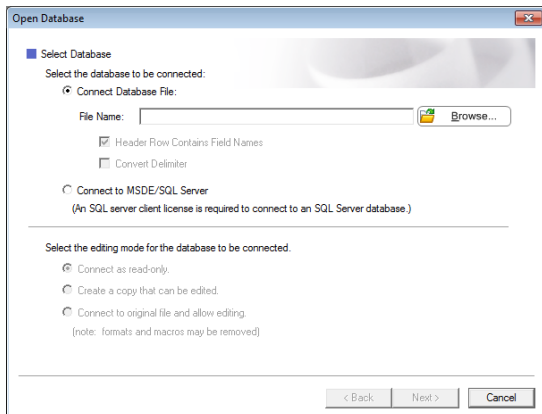 Open Database
Select Database
Select the database to be connected:
Connect Database File:
File Name:
Browse...
Header Row Contains Field Names
Convert Delimiter
Connect to MSDE/SQL Server
(An SQL server client license is required to connect to an SQL Server database.)
Select the editing mode for the database to be connected.
Connect as read-only.
Create a copy that can be edited.
Connect to original file and allow editing.
(note: formats and macros may be removed)
< Back
Next >
Cancel